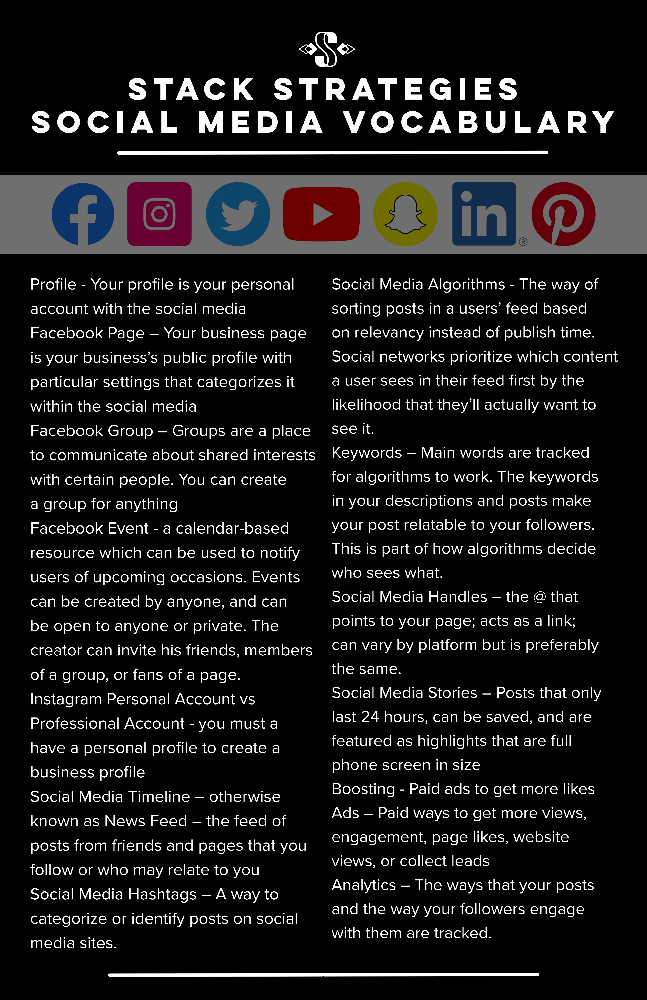 S
STACK STRATEGIES
SOCIAL MEDIA VOCABULARY
f
in
®
Profile - Your profile is your personal
account with the social media
Facebook Page – Your business page
is your business’s public profile with
particular settings that categorizes it
within the social media
Facebook Group – Groups are a place
to communicate about shared interests
with certain people. You can create
a group for anything
Facebook Event - a calendar-based
resource which can be used to notify
users of upcoming occasions. Events
can be created by anyone, and can
be open to anyone or private. The
creator can invite his friends, members
of a group, or fans of a page.
Instagram Personal Account vs
Professional Account - you must a
have a personal profile to create a
business profile
Social Media Timeline – otherwise
known as News Feed – the feed of
posts from friends and pages that you
follow or who may relate to you
Social Media Hashtags – A way to
categorize or identify posts on social
media sites.
Social Media Algorithms - The way of
sorting posts in a users’ feed based
on relevancy instead of publish time.
Social networks prioritize which content
a user sees in their feed first by the
likelihood that they’ll actually want to
see it.
Keywords – Main words are tracked
for algorithms to work. The keywords
in your descriptions and posts make
your post relatable to your followers.
This is part of how algorithms decide
who sees what.
Social Media Handles – the @ that
points to your page; acts as a link;
can vary by platform but is preferably
the same.
Social Media Stories – Posts that only
last 24 hours, can be saved, and are
featured as highlights that are full
phone screen in size
Boosting - Paid ads to get more likes
Ads – Paid ways to get more views,
engagement, page likes, website
views, or collect leads
Analytics – The ways that your posts
and the way your followers engage
with them are tracked.